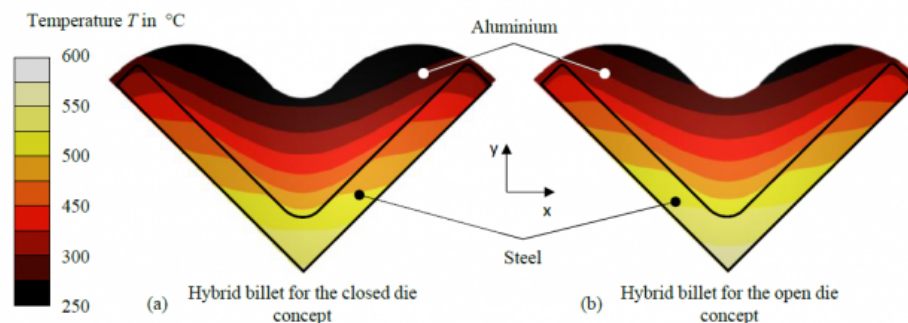 Temperature T in °C
600
550
500
450
300
250
Aluminium
y
x
Steel
(a) Hybrid billet for the closed die
concept
(b) Hybrid billet for the open die
concept